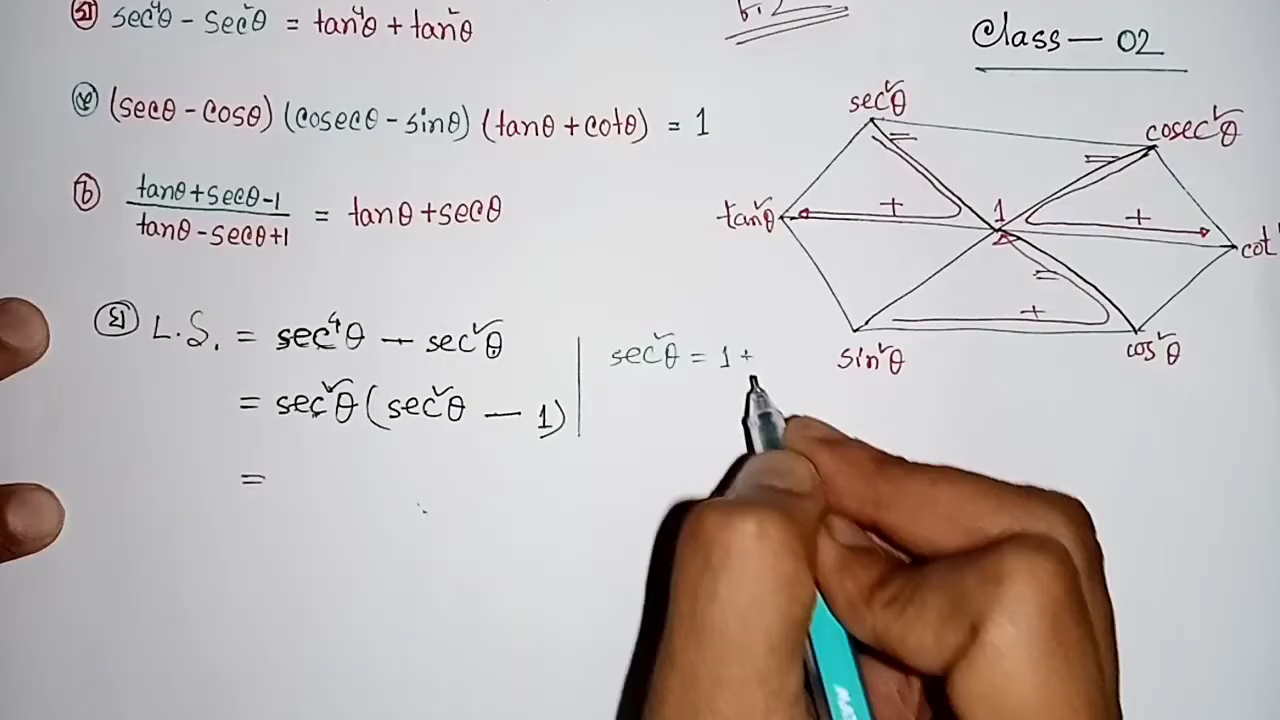 ঘ sec⁴θ - sec²θ = tan⁴θ + tan²θ
Class — 02
ঙ (secθ - cosθ) (cosecθ - sinθ) (tanθ + cotθ) = 1
চ (tanθ + secθ - 1)/(tanθ - secθ + 1) = tanθ + secθ
sec²θ
cosec²θ
tan²θ
1
cot
+
+
=
=
=
+
sin²θ
cos²θ
ঘ L.S. = sec⁴θ — sec²θ
= sec²θ (sec²θ — 1)
=
sec²θ = 1 +